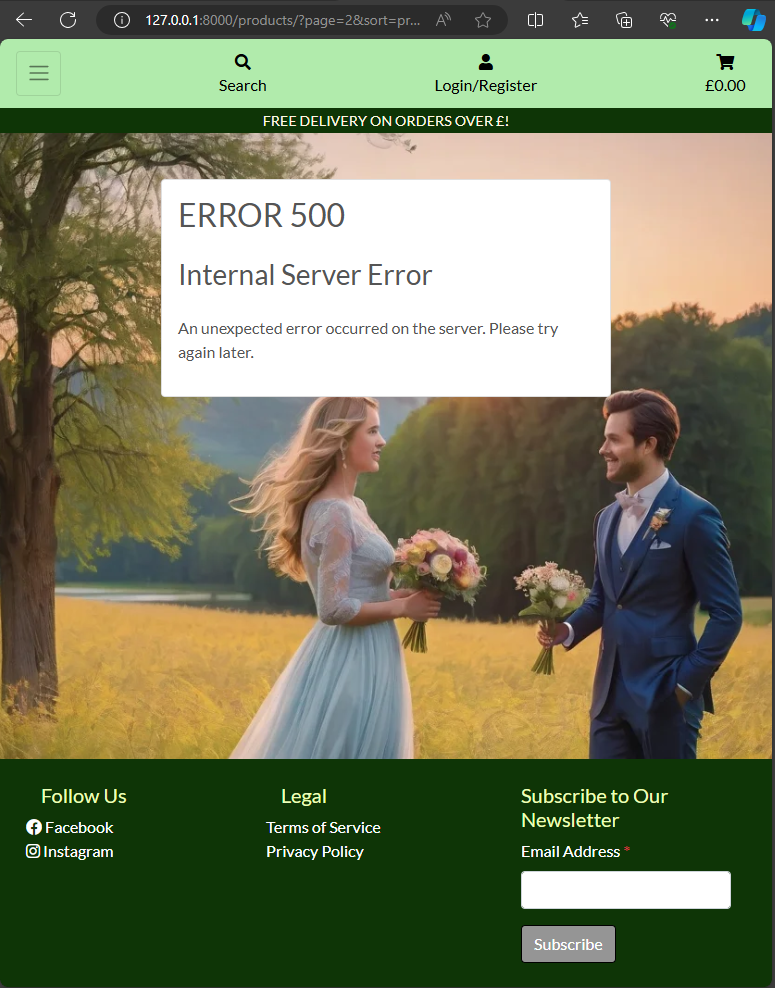 127.0.0.1:8000/products/?page=2&sort=pr...
Search
Login/Register
£0.00
FREE DELIVERY ON ORDERS OVER £!
ERROR 500
Internal Server Error
An unexpected error occurred on the server. Please try
again later.
Follow Us
Facebook
Instagram
Legal
Terms of Service
Privacy Policy
Subscribe to Our
Newsletter
Email Address *
Subscribe